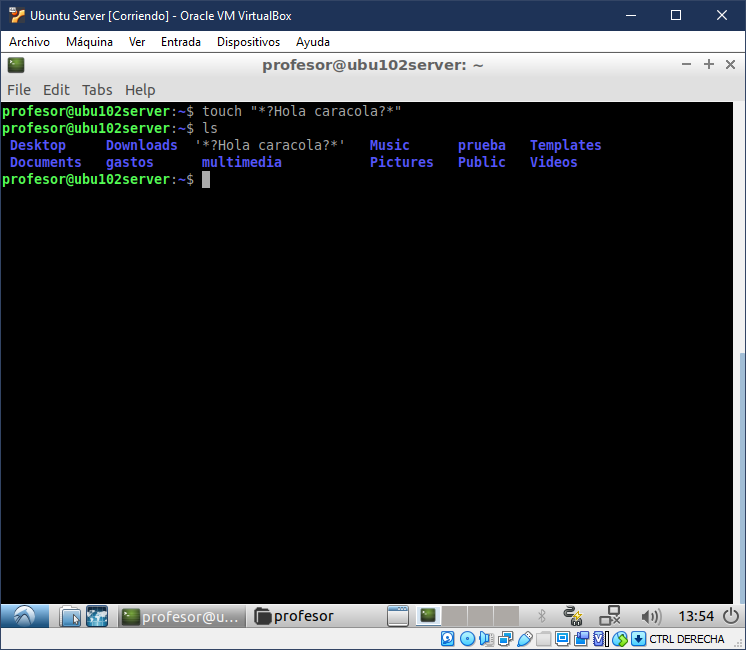 Ubuntu Server [Corriendo] - Oracle VM VirtualBox
Archivo Máquina Ver Entrada Dispositivos Ayuda
profesor@ubu102server: ~
File Edit Tabs Help
profesor@ubu102server:~$ touch "*?Hola caracola?*"
profesor@ubu102server:~$ ls
Desktop Downloads '*?Hola caracola?*' Music prueba Templates
Documents gastos multimedia Pictures Public Videos
profesor@ubu102server:~$
profesor@u... profesor 13:54
CTRL DERECHA